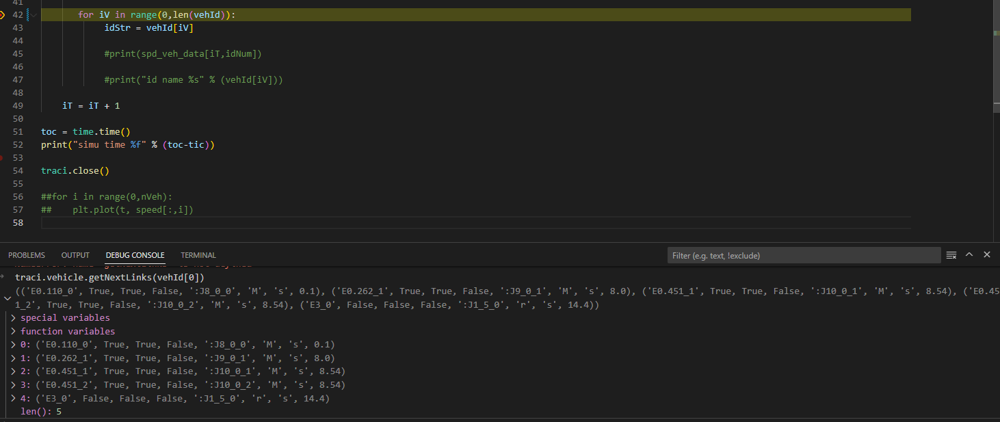 41
42 for iV in range(0,len(vehId)):
43 idStr = vehId[iV]
44
45 #print(spd_veh_data[iT,idNum])
46
47 #print("id name %s" % (vehId[iV]))
48
49 iT = iT + 1
50
51 toc = time.time()
52 print("simu time %f" % (toc-tic))
53
54 traci.close()
55
56 ##for i in range(0,nVeh):
57 ## plt.plot(t, speed[:,i])
58
PROBLEMS OUTPUT DEBUG CONSOLE TERMINAL Filter (e.g. text, !exclude)
traci.vehicle.getNextLinks(vehId[0])
(('E0.110_0', True, True, False, ':J8_0_0', 'M', 's', 0.1), ('E0.262_1', True, True, False, ':J9_0_1', 'M', 's', 8.0), ('E0.451_1', True, True, False, ':J10_0_1', 'M', 's', 8.54), ('E0.45
1_2', True, True, False, ':J10_0_2', 'M', 's', 8.54), ('E3_0', False, False, False, ':J1_5_0', 'r', 's', 14.4))
special variables
function variables
0: ('E0.110_0', True, True, False, ':J8_0_0', 'M', 's', 0.1)
1: ('E0.262_1', True, True, False, ':J9_0_1', 'M', 's', 8.0)
2: ('E0.451_1', True, True, False, ':J10_0_1', 'M', 's', 8.54)
3: ('E0.451_2', True, True, False, ':J10_0_2', 'M', 's', 8.54)
4: ('E3_0', False, False, False, ':J1_5_0', 'r', 's', 14.4)
len(): 5